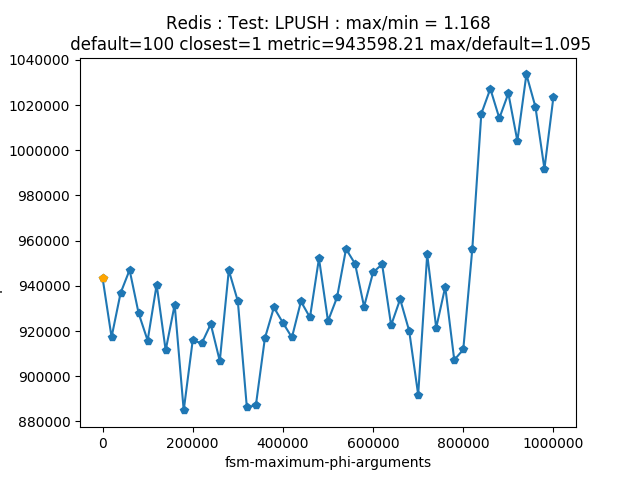 Redis : Test: LPUSH : max/min = 1.168
default=100 closest=1 metric=943598.21 max/default=1.095
1040000
1020000
1000000
980000
960000
940000
920000
900000
880000
0 200000 400000 600000 800000 1000000
fsm-maximum-phi-arguments